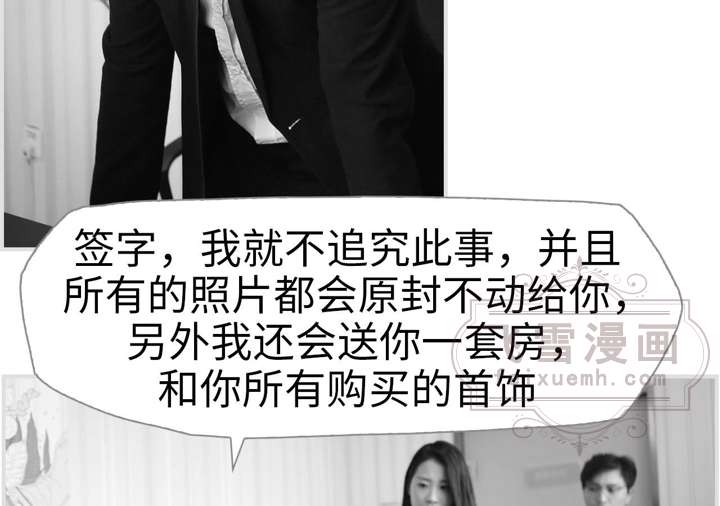 签字，我就不追究此事，并且
所有的照片都会原封不动给你，
另外我还会送你一套房，
和你所有购买的首饰
飞雪漫画
feixuemh.com